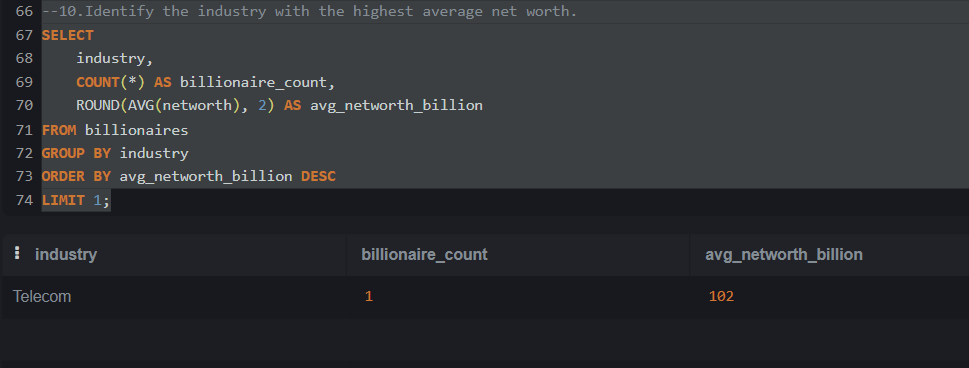 66 --10.Identify the industry with the highest average net worth.
67 SELECT
68 industry,
69 COUNT(*) AS billionaire_count,
70 ROUND(AVG(networth), 2) AS avg_networth_billion
71 FROM billionaires
72 GROUP BY industry
73 ORDER BY avg_networth_billion DESC
74 LIMIT 1;
industry billionaire_count avg_networth_billion
Telecom 1 102